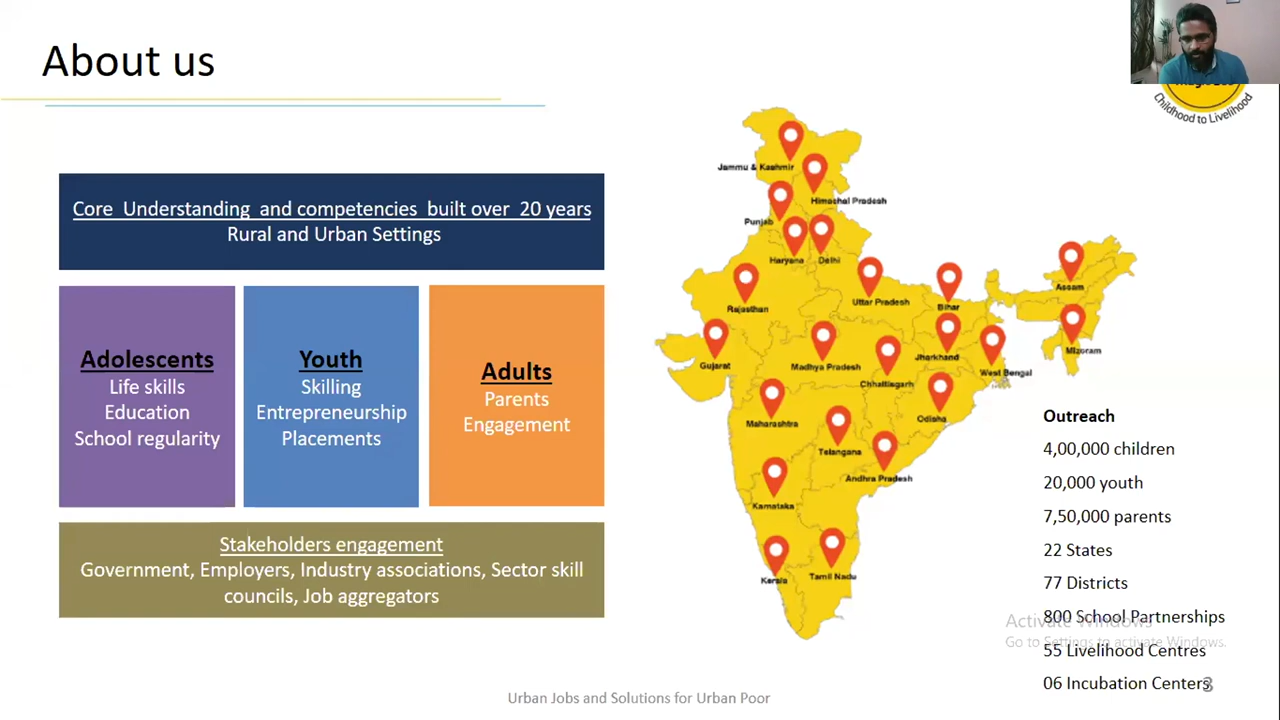 About us
Childhood to Livelihood
Core Understanding and competencies built over 20 years
Rural and Urban Settings
Adolescents
Life skills
Education
School regularity
Youth
Skilling
Entrepreneurship
Placements
Adults
Parents
Engagement
Stakeholders engagement
Government, Employers, Industry associations, Sector skill
councils, Job aggregators
Jammu & Kashmir
Himachal Pradesh
Punjab
Haryana
Delhi
Rajasthan
Uttar Pradesh
Bihar
Assam
Gujarat
Madhya Pradesh
Jharkhand
Mizoram
West Bengal
Chhattisgarh
Maharashtra
Odisha
Telangana
Andhra Pradesh
Karnataka
Kerala
Tamil Nadu
Outreach
4,00,000 children
20,000 youth
7,50,000 parents
22 States
77 Districts
800 School Partnerships
Activate Windows
Go to Settings to activate Windows.
55 Livelihood Centres
06 Incubation Centers
3
Urban Jobs and Solutions for Urban Poor